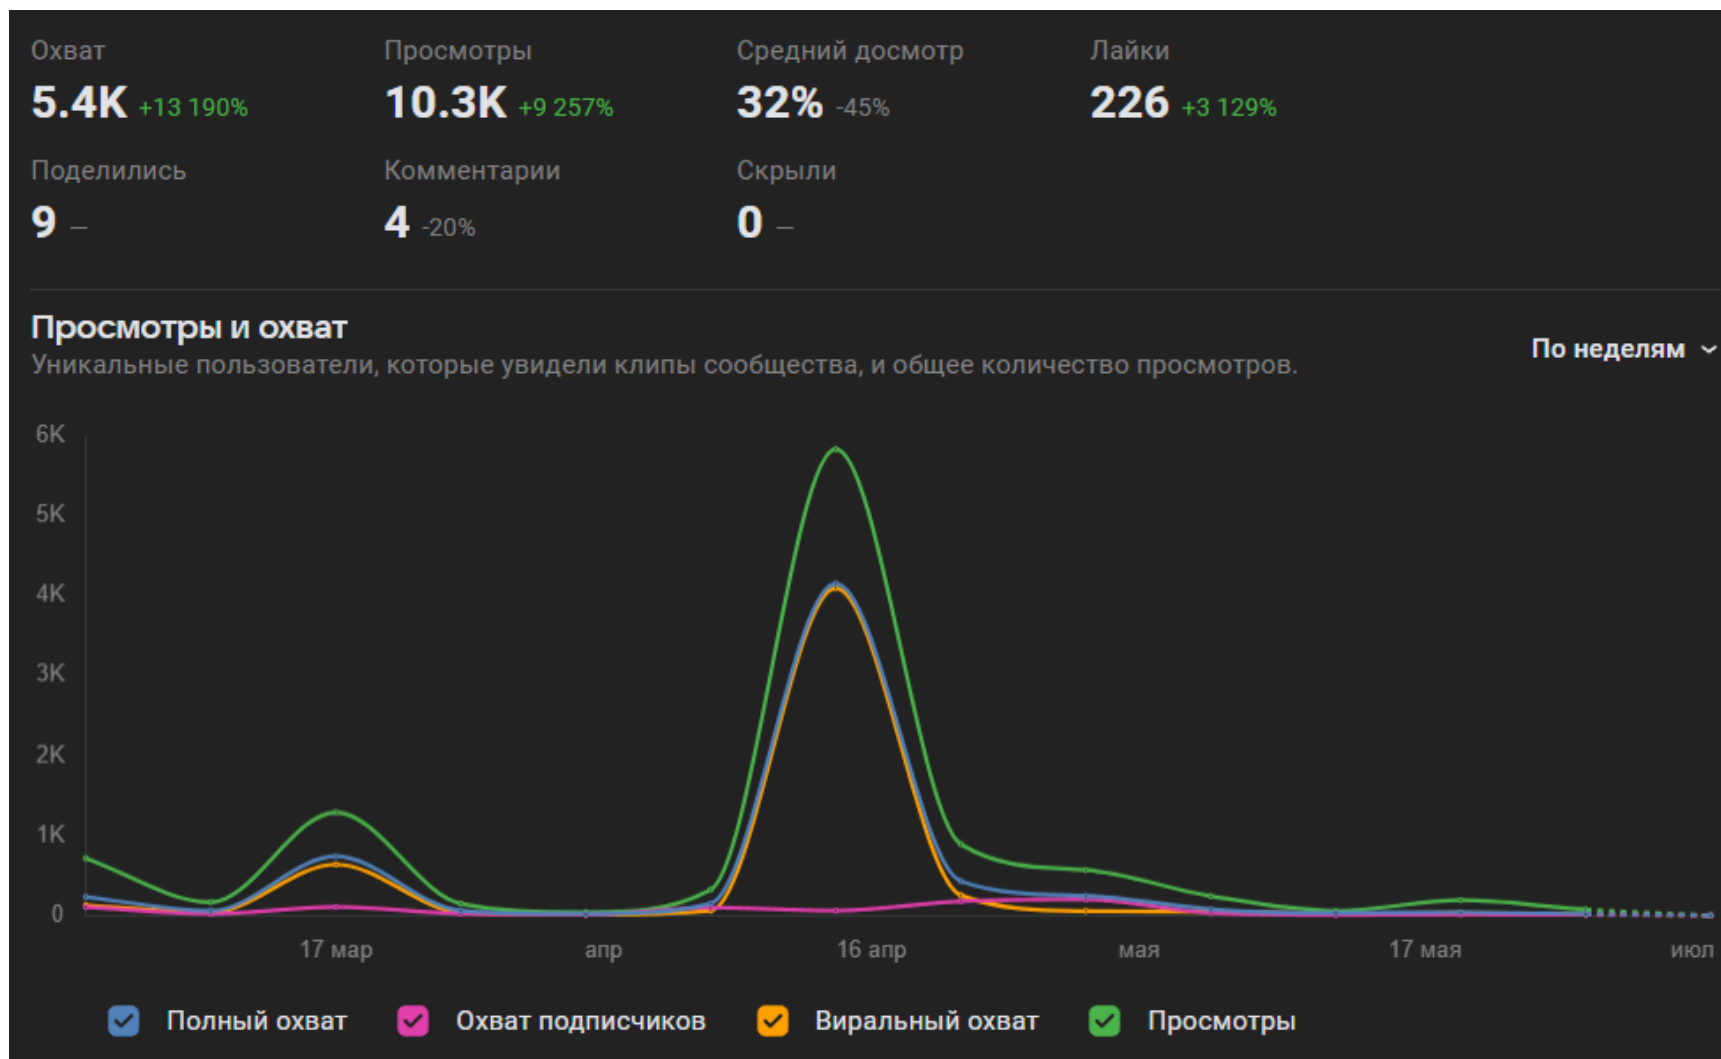 Охват Просмотры Средний досмотр Лайки
5.4K +13 190% 10.3K +9 257% 32% -45% 226 +3 129%
Поделились Комментарии Скрыли
9 — 4 -20% 0 —
Просмотры и охват
По неделям
Уникальные пользователи, которые увидели клипы сообщества, и общее количество просмотров.
6K
5K
4K
3K
2K
1K
0
17 мар апр 16 апр мая 17 мая июл
Полный охват Охват подписчиков Виральный охват Просмотры